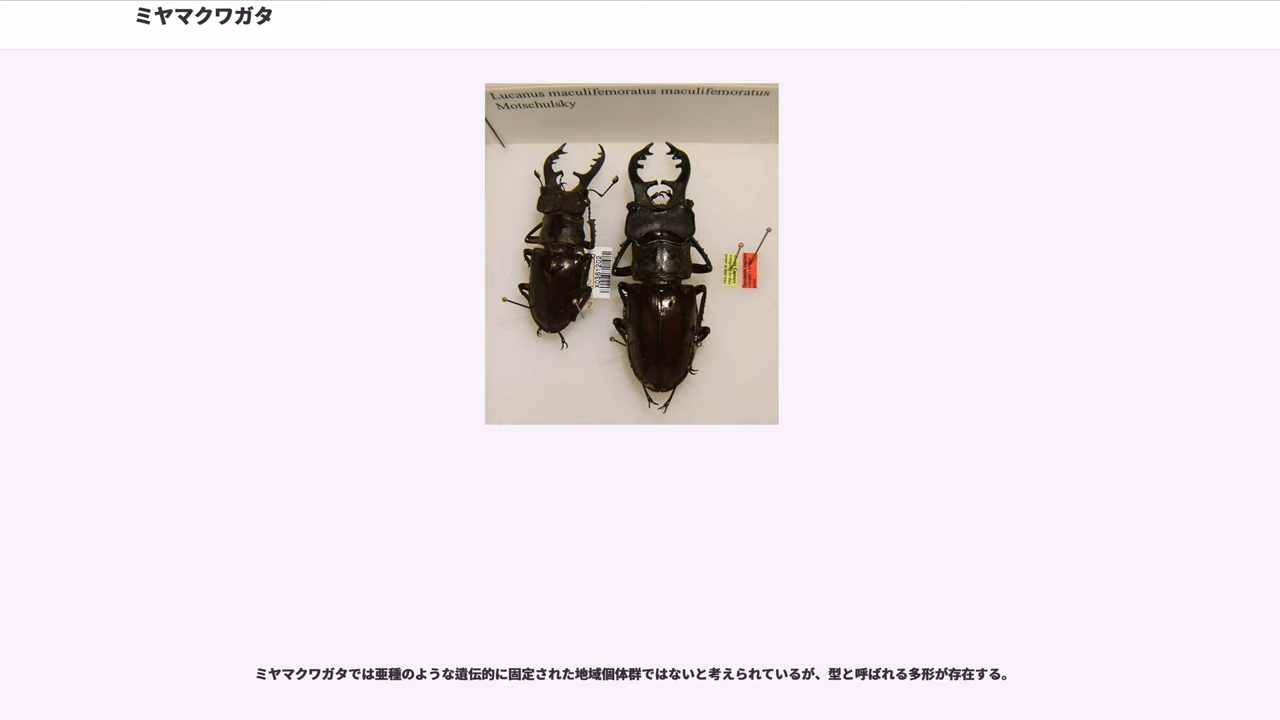 ミヤマクワガタ
Lucanus maculifemoratus maculifemoratus
Motschulsky
ミヤマクワガタでは亜種のような遺伝的に固定された地域個体群ではないと考えられているが、型と呼ばれる多形が存在する。